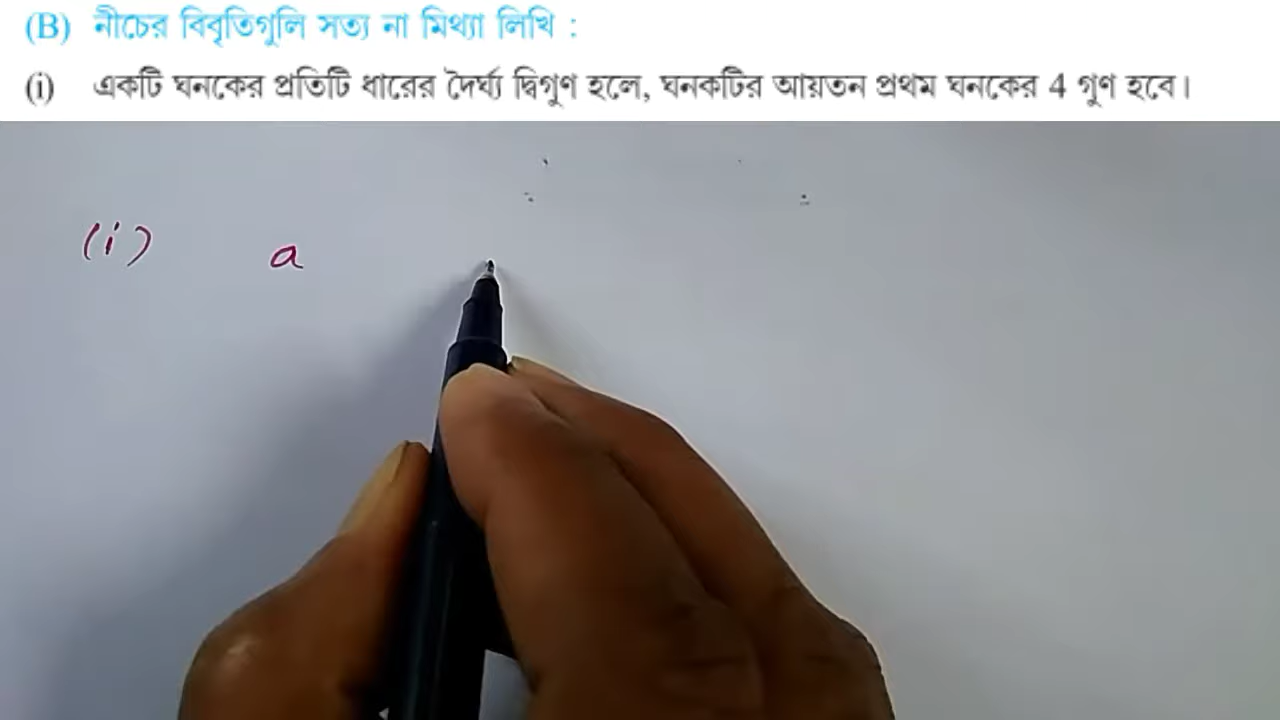 (B) নীচের বিবৃতিগুলি সত্য না মিথ্যা লিখি :
(i) একটি ঘনকের প্রতিটি ধারের দৈর্ঘ্য দ্বিগুণ হলে, ঘনকটির আয়তন প্রথম ঘনকের 4 গুণ হবে।
(i) a